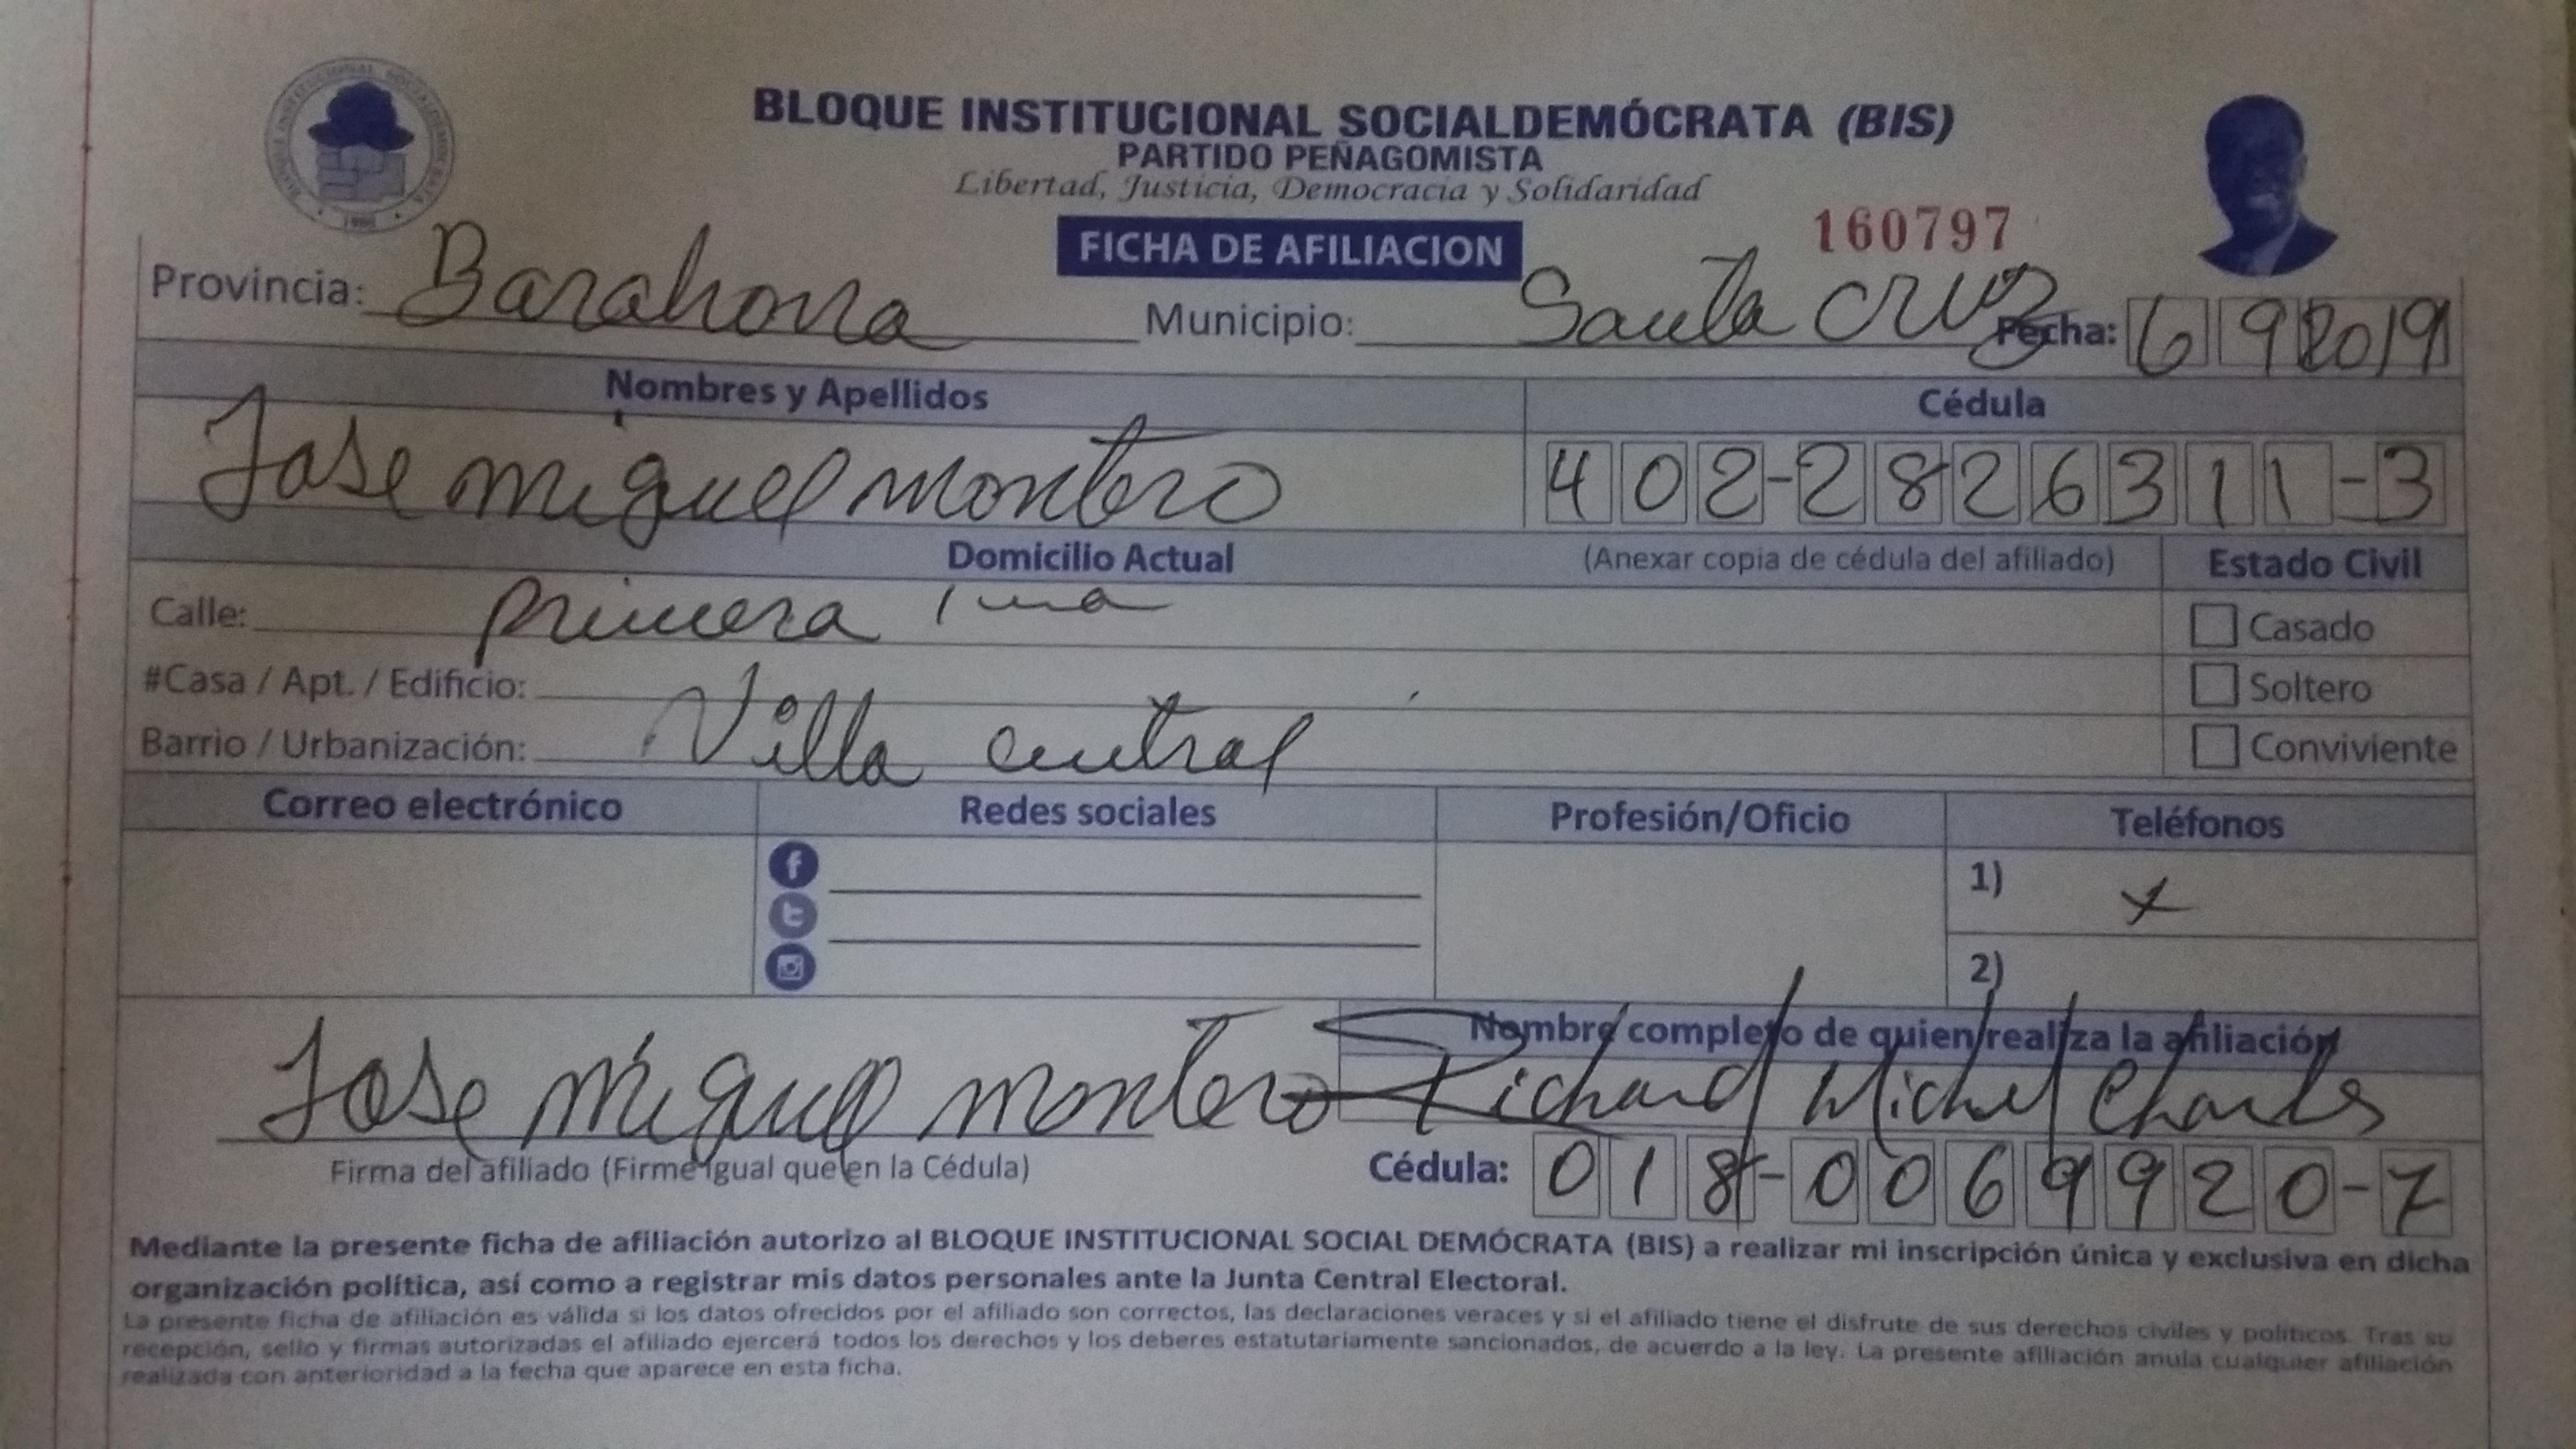 BLOQUE INSTITUCIONAL SOCIALDEMÓCRATA
1996
BLOQUE INSTITUCIONAL SOCIALDEMÓCRATA (BIS)
PARTIDO PEÑAGOMISTA
Libertad, Justicia, Democracia y Solidaridad
160797
FICHA DE AFILIACION
Provincia: Barahona Municipio: Santa Cruz Fecha: 6 9 2019
Nombres y Apellidos Cédula
Jose miguel montero 402-2826311-3
Domicilio Actual (Anexar copia de cédula del afiliado) Estado Civil
Calle: primera Casado
#Casa / Apt. / Edificio: Soltero
Barrio / Urbanización: Villa central Conviviente
Correo electrónico Redes sociales Profesión/Oficio Teléfonos
1) x
2)
Nombre completo de quien realiza la afiliación
Jose miguel montero Richard Michel Charles
Firma del afiliado (Firme igual que en la Cédula) Cédula: 018-0069920-7
Mediante la presente ficha de afiliación autorizo al BLOQUE INSTITUCIONAL SOCIAL DEMÓCRATA (BIS) a realizar mi inscripción única y exclusiva en dicha
organización política, así como a registrar mis datos personales ante la Junta Central Electoral.
La presente ficha de afiliación es válida si los datos ofrecidos por el afiliado son correctos, las declaraciones veraces y si el afiliado tiene el disfrute de sus derechos civiles y políticos. Tras su
recepción, sello y firmas autorizadas el afiliado ejercerá todos los derechos y los deberes estatutariamente sancionados, de acuerdo a la ley. La presente afiliación anula cualquier afiliación
realizada con anterioridad a la fecha que aparece en esta ficha.